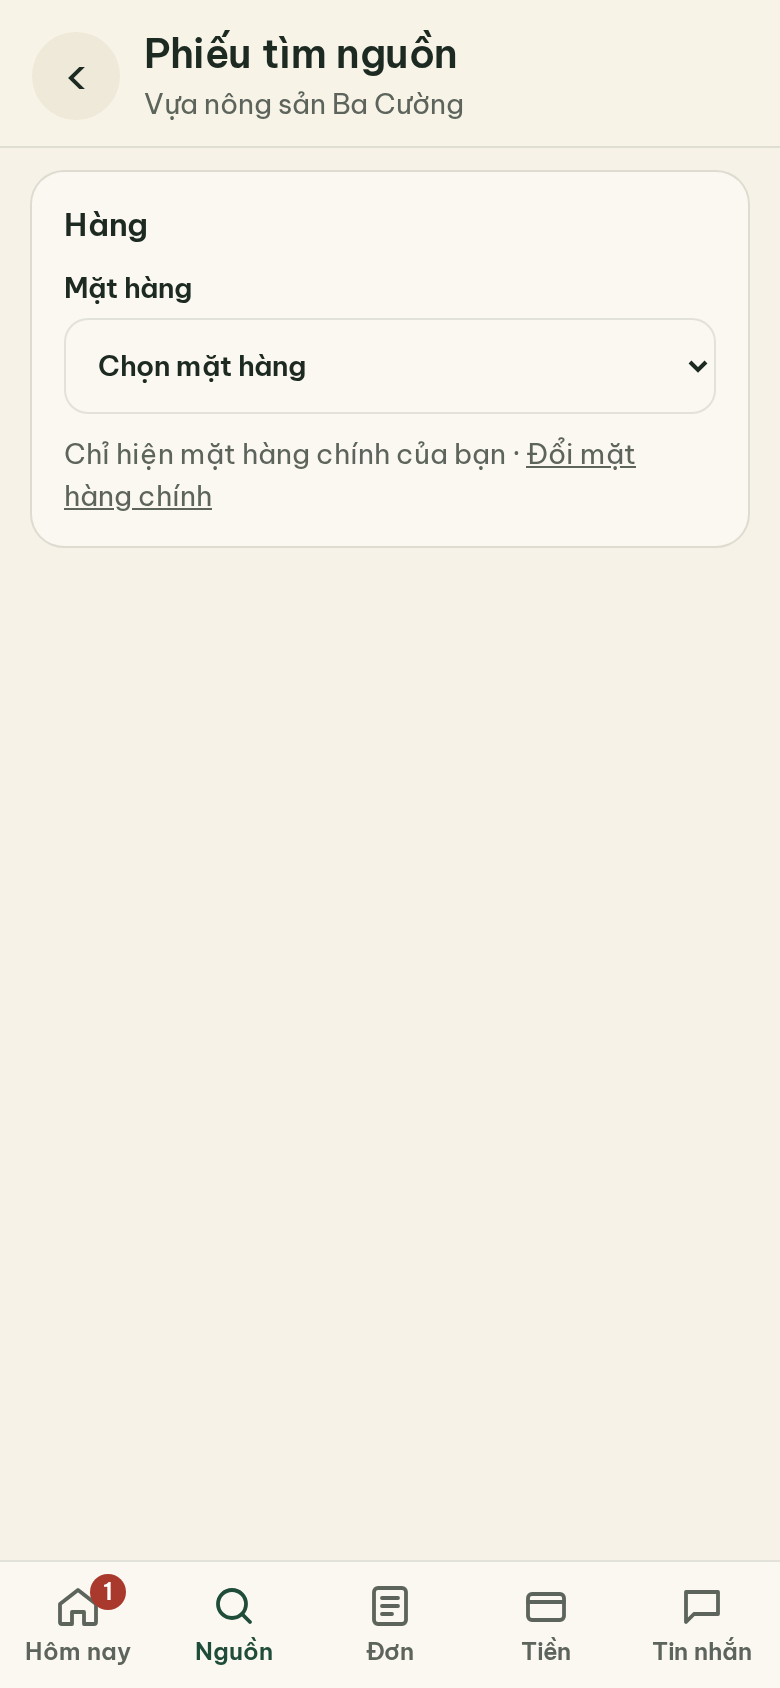 Phiếu tìm nguồn
Vựa nông sản Ba Cường
Hàng
Mặt hàng
Chọn mặt hàng
Chỉ hiện mặt hàng chính của bạn · Đổi mặt
hàng chính
1
Hôm nay
Nguồn
Đơn
Tiền
Tin nhắn